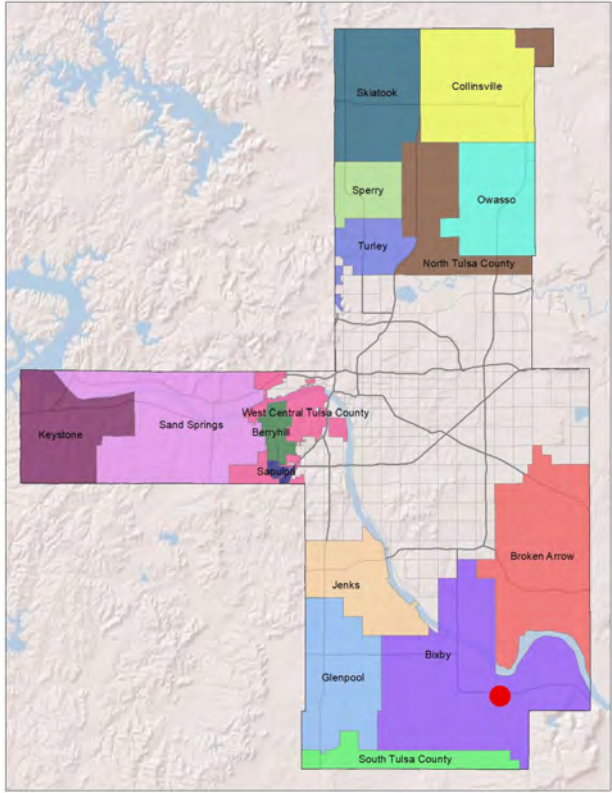 Skiatook
Collinsville
Sperry
Owasso
Turley
North Tulsa County
West Central Tulsa County
Keystone
Sand Springs
Berryhill
Sapulpa
Broken Arrow
Jenks
Bixby
Glenpool
South Tulsa County